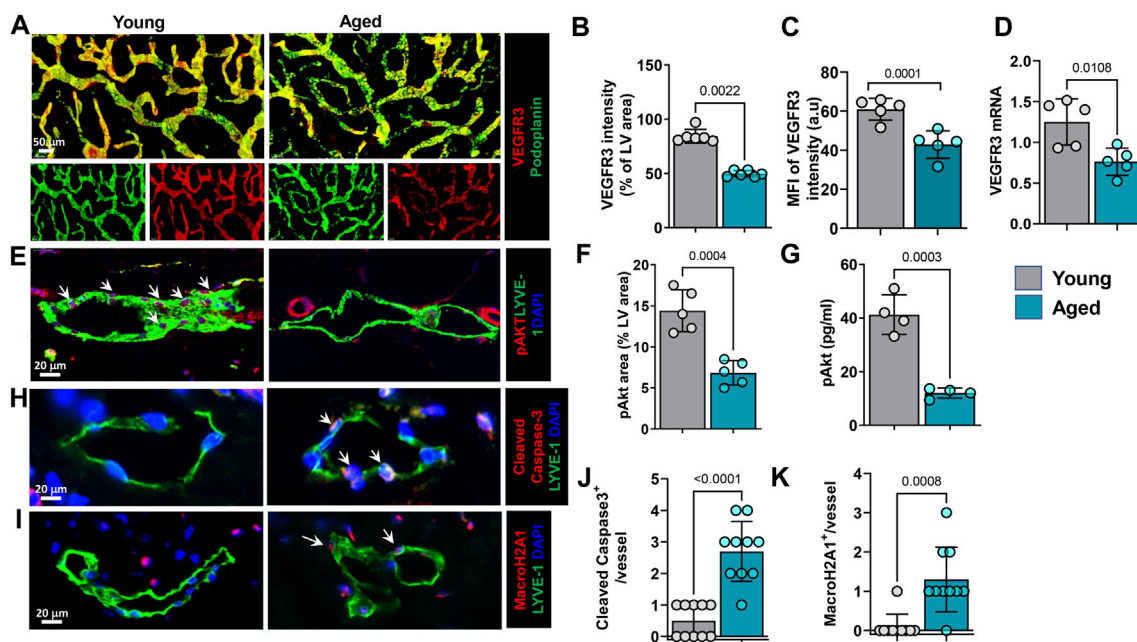 A
Young
Aged
50 µm
VEGFR3
Podoplanin
B
VEGFR3 intensity
(% of LV area)
150
100
50
0
0.0022
C
MFI of VEGFR3
intensity (a.u)
80
60
40
20
0
0.0001
D
VEGFR3 mRNA
2.0
1.5
1.0
0.5
0.0
0.0108
E
20 µm
pAKTLYVE-
1DAPI
F
pAkt area (% LV area)
20
15
10
5
0
0.0004
G
pAkt (pg/ml)
60
40
20
0
0.0003
Young
Aged
H
20 µm
Cleaved
Caspase-3
LYVE-1 DAPI
I
20 µm
MacroH2A1
LYVE-1 DAPI
J
Cleaved Caspase3+
/vessel
5
4
3
2
1
0
<0.0001
K
MacroH2A1+/vessel
4
3
2
1
0
0.0008